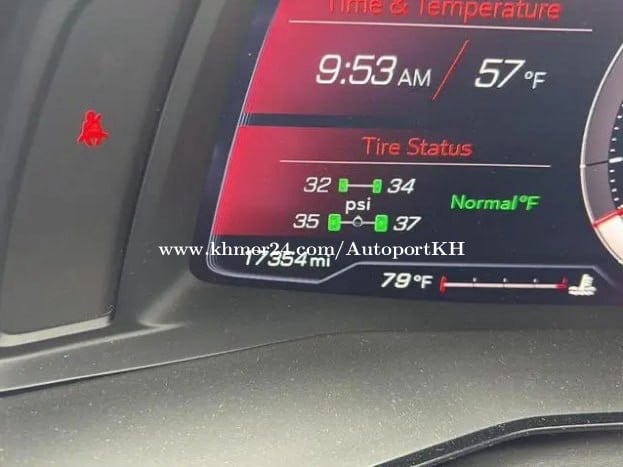 Time & Temperature
9:53 AM / 57 °F
Tire Status
32 34
psi
Normal °F
35 37
www.khmer24.com/AutoportKH
17354 mi
79 °F